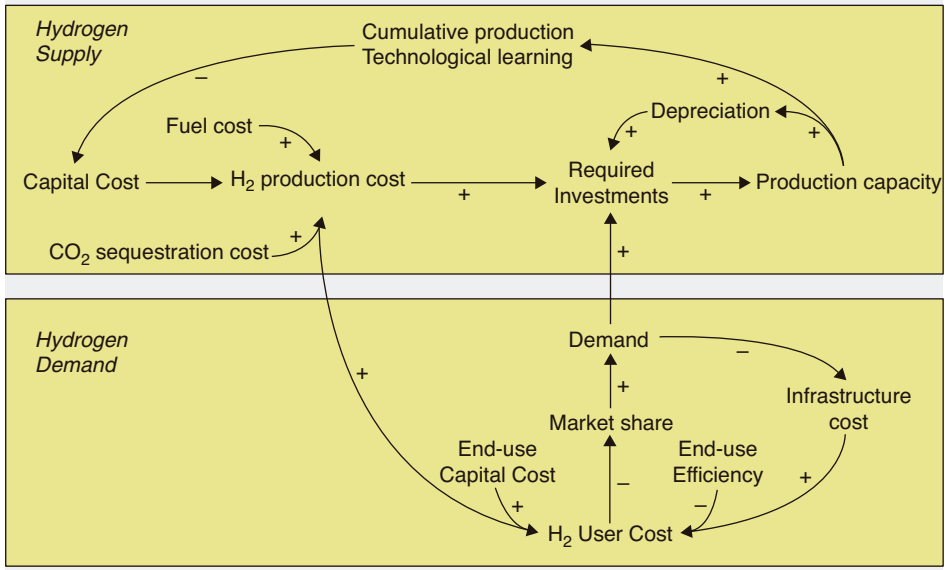 Hydrogen
Supply
Cumulative production
Technological learning
–
+
Depreciation
Fuel cost
+
+
+
Capital Cost
H₂ production cost
+
Required
Investments
+
Production capacity
CO₂ sequestration cost
+
+
Hydrogen
Demand
Demand
–
+
+
Infrastructure
cost
Market share
End-use
Capital Cost
End-use
Efficiency
–
+
+
–
H₂ User Cost